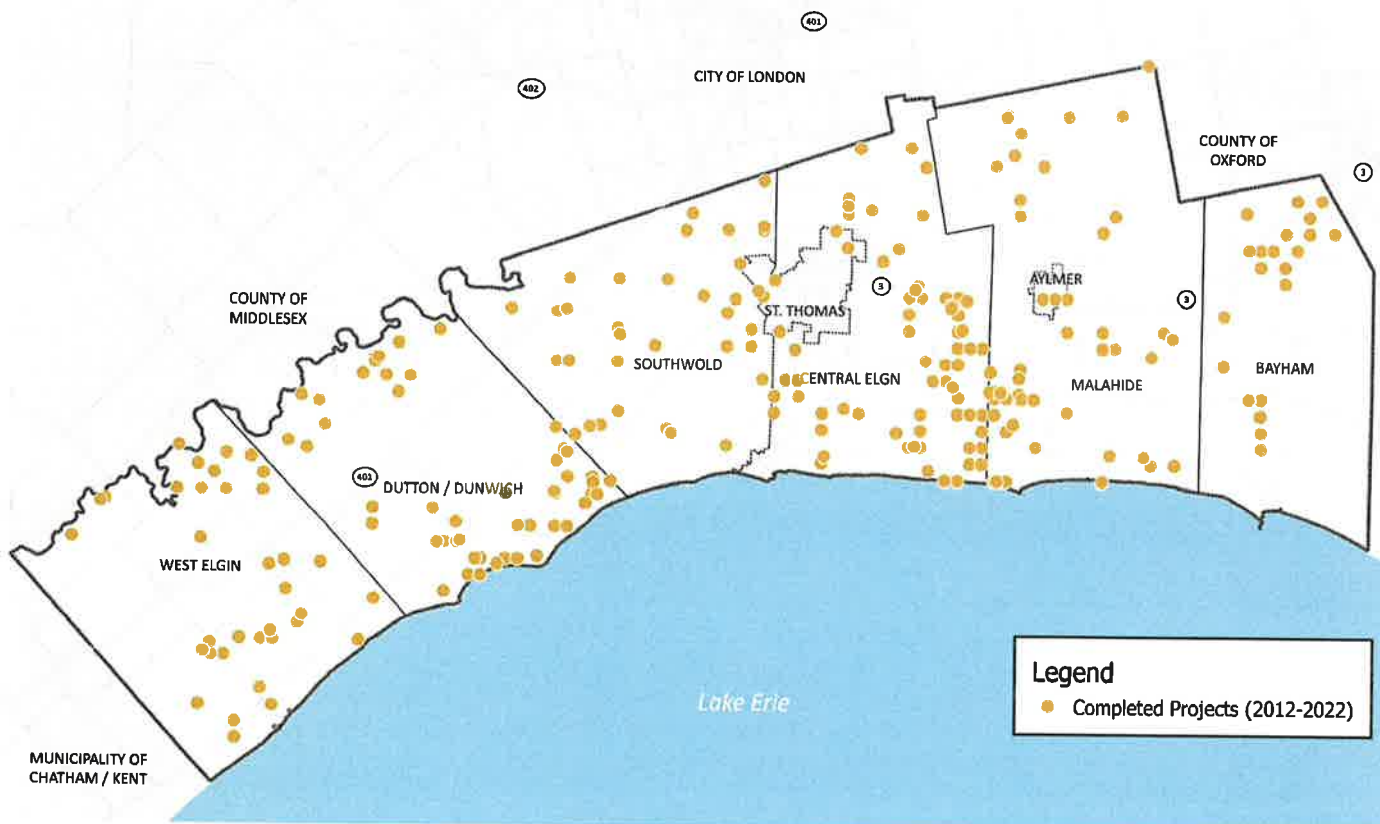 401
CITY OF LONDON
402
COUNTY OF
OXFORD
3
COUNTY OF
MIDDLESEX
AYLMER
3
3
ST. THOMAS
SOUTHWOLD
BAYHAM
CENTRAL ELGN
MALAHIDE
401
DUTTON / DUNWICH
WEST ELGIN
Legend
Completed Projects (2012-2022)
Lake Erie
MUNICIPALITY OF
CHATHAM / KENT